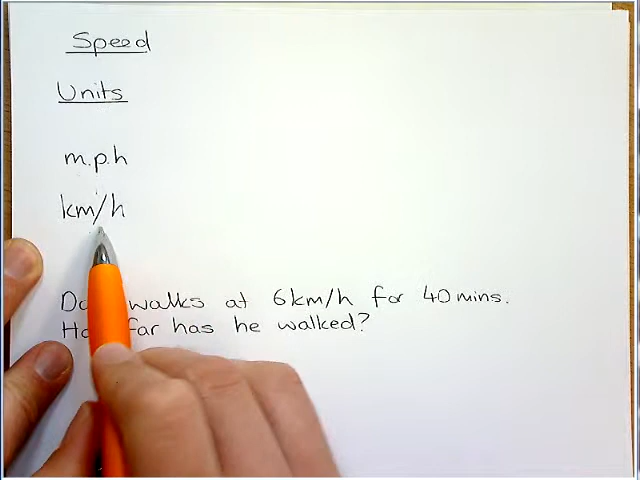 Speed
Units
m.p.h
km/h
walks at 6km/h for 40 mins.
far has he walked?